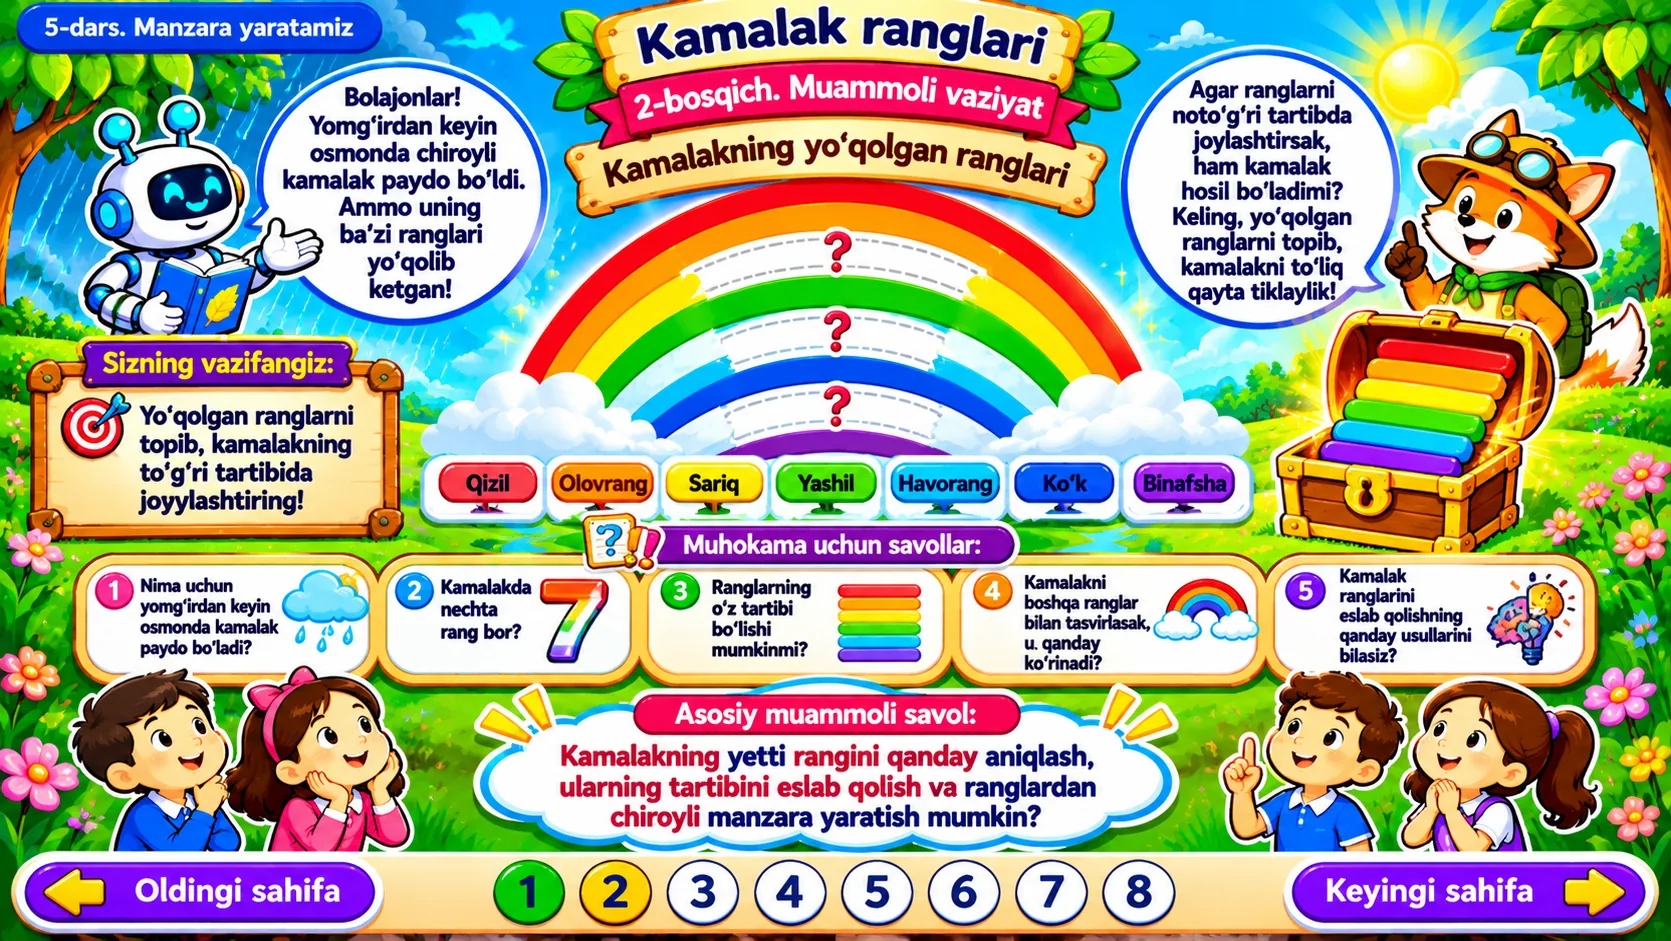 5-dars. Manzara yaratamiz
Kamalak ranglari
2-bosqich. Muammoli vaziyat
Kamalakning yo‘qolgan ranglari
Bolajonlar!
Yomg‘irdan keyin
osmonda chiroyli
kamalak paydo bo‘ldi.
Ammo uning
ba’zi ranglari
yo‘qolib
ketgan!
Agar ranglarni
noto‘g‘ri tartibda
joylashtirsak,
ham kamalak
hosil bo‘ladimi?
Keling, yo‘qolgan
ranglarni topib,
kamalakni to‘liq
qayta tiklaylik!
?
?
?
Sizning vazifangiz:
Yo‘qolgan ranglarni
topib, kamalakning
to‘g‘ri tartibida
joyylashtiring!
Qizil Olovrang Sariq Yashil Havorang Ko‘k Binafsha
? !! Muhokama uchun savollar:
1 Nima uchun
yomg‘irdan keyin
osmonda kamalak
paydo bo‘ladi?
2 Kamalakda
nechta
rang bor?
7
3 Ranglarning
o‘z tartibi
bo‘lishi
mumkinmi?
4 Kamalakni
boshqa ranglar
bilan tasvirlasak,
u. qanday
ko‘rinadi?
5 Kamalak
ranglarini
eslab qolishning
qanday usullarini
bilasiz?
Asosiy muammoli savol:
Kamalakning yetti rangini qanday aniqlash,
ularning tartibini eslab qolish va ranglardan
chiroyli manzara yaratish mumkin?
Oldingi sahifa
1 2 3 4 5 6 7 8
Keyingi sahifa